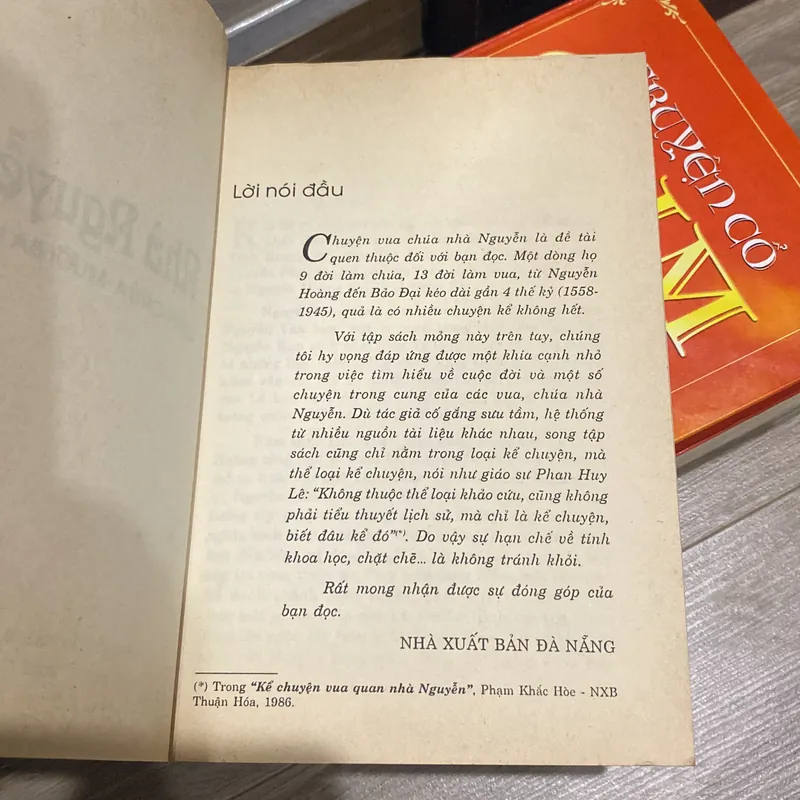 Lời nói đầu
Chuyện vua chúa nhà Nguyễn là đề tài
quen thuộc đối với bạn đọc. Một dòng họ
9 đời làm chúa, 13 đời làm vua, từ Nguyễn
Hoàng đến Bảo Đại kéo dài gần 4 thế kỷ (1558-
1945), quả là có nhiều chuyện kể không hết.
Với tập sách mỏng này trên tay, chúng
tôi hy vọng đáp ứng được một khía cạnh nhỏ
trong việc tìm hiểu về cuộc đời và một số
chuyện trong cung của các vua, chúa nhà
Nguyễn. Dù tác giả cố gắng sưu tầm, hệ thống
từ nhiều nguồn tài liệu khác nhau, song tập
sách cũng chỉ nằm trong loại kể chuyện, mà
thể loại kể chuyện, nói như giáo sư Phan Huy
Lê: “Không thuộc thể loại khảo cứu, cũng không
phải tiểu thuyết lịch sử, mà chỉ là kể chuyện,
biết đâu kể đó”(*). Do vậy sự hạn chế về tính
khoa học, chặt chẽ... là không tránh khỏi.
Rất mong nhận được sự đóng góp của
bạn đọc.
NHÀ XUẤT BẢN ĐÀ NẴNG
(*) Trong “Kể chuyện vua quan nhà Nguyễn”, Phạm Khắc Hòe - NXB
Thuận Hóa, 1986.
TRUYỆN CỔ